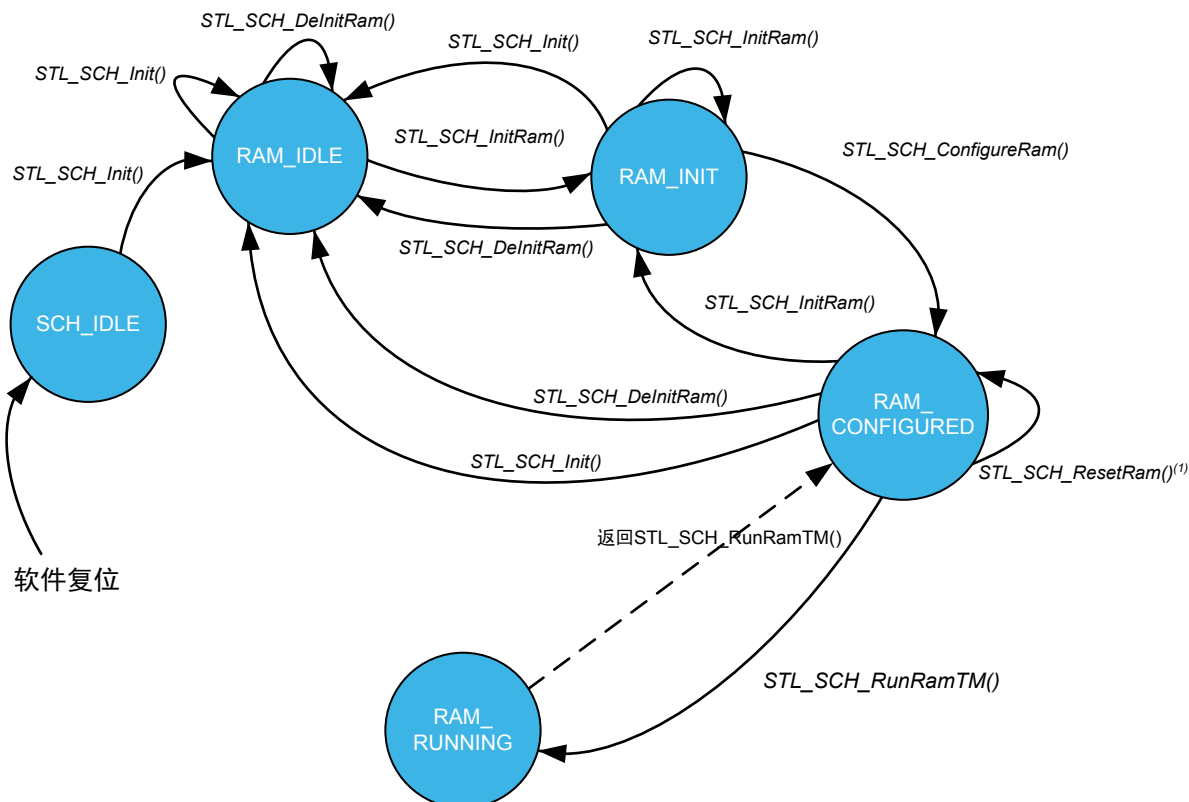 STL_SCH_DeInitRam()
STL_SCH_Init()
STL_SCH_InitRam()
STL_SCH_Init()
STL_SCH_InitRam()
STL_SCH_ConfigureRam()
RAM_IDLE
RAM_INIT
STL_SCH_Init()
STL_SCH_DeInitRam()
STL_SCH_InitRam()
SCH_IDLE
STL_SCH_DeInitRam()
RAM_
CONFIGURED
STL_SCH_Init()
STL_SCH_ResetRam()(1)
返回STL_SCH_RunRamTM()
软件复位
STL_SCH_RunRamTM()
RAM_
RUNNING